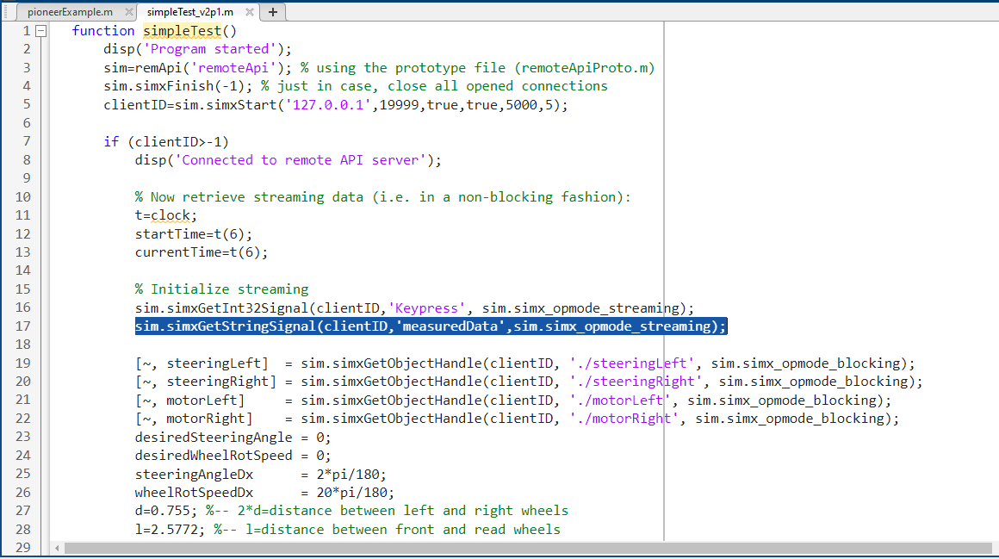 pioneerExample.m × simpleTest_v2p1.m × +
1 function simpleTest()
2 disp('Program started');
3 sim=remApi('remoteApi'); % using the prototype file (remoteApiProto.m)
4 sim.simxFinish(-1); % just in case, close all opened connections
5 clientID=sim.simxStart('127.0.0.1',19999,true,true,5000,5);
6
7 if (clientID>-1)
8 disp('Connected to remote API server');
9
10 % Now retrieve streaming data (i.e. in a non-blocking fashion):
11 t=clock;
12 startTime=t(6);
13 currentTime=t(6);
14
15 % Initialize streaming
16 sim.simxGetInt32Signal(clientID,'Keypress', sim.simx_opmode_streaming);
17 sim.simxGetStringSignal(clientID,'measuredData',sim.simx_opmode_streaming);
18
19 [~, steeringLeft]  = sim.simxGetObjectHandle(clientID, './steeringLeft', sim.simx_opmode_blocking);
20 [~, steeringRight] = sim.simxGetObjectHandle(clientID, './steeringRight', sim.simx_opmode_blocking);
21 [~, motorLeft]     = sim.simxGetObjectHandle(clientID, './motorLeft', sim.simx_opmode_blocking);
22 [~, motorRight]    = sim.simxGetObjectHandle(clientID, './motorRight', sim.simx_opmode_blocking);
23 desiredSteeringAngle = 0;
24 desiredWheelRotSpeed = 0;
25 steeringAngleDx      = 2*pi/180;
26 wheelRotSpeedDx      = 20*pi/180;
27 d=0.755; %-- 2*d=distance between left and right wheels
28 l=2.5772; %-- l=distance between front and read wheels
29